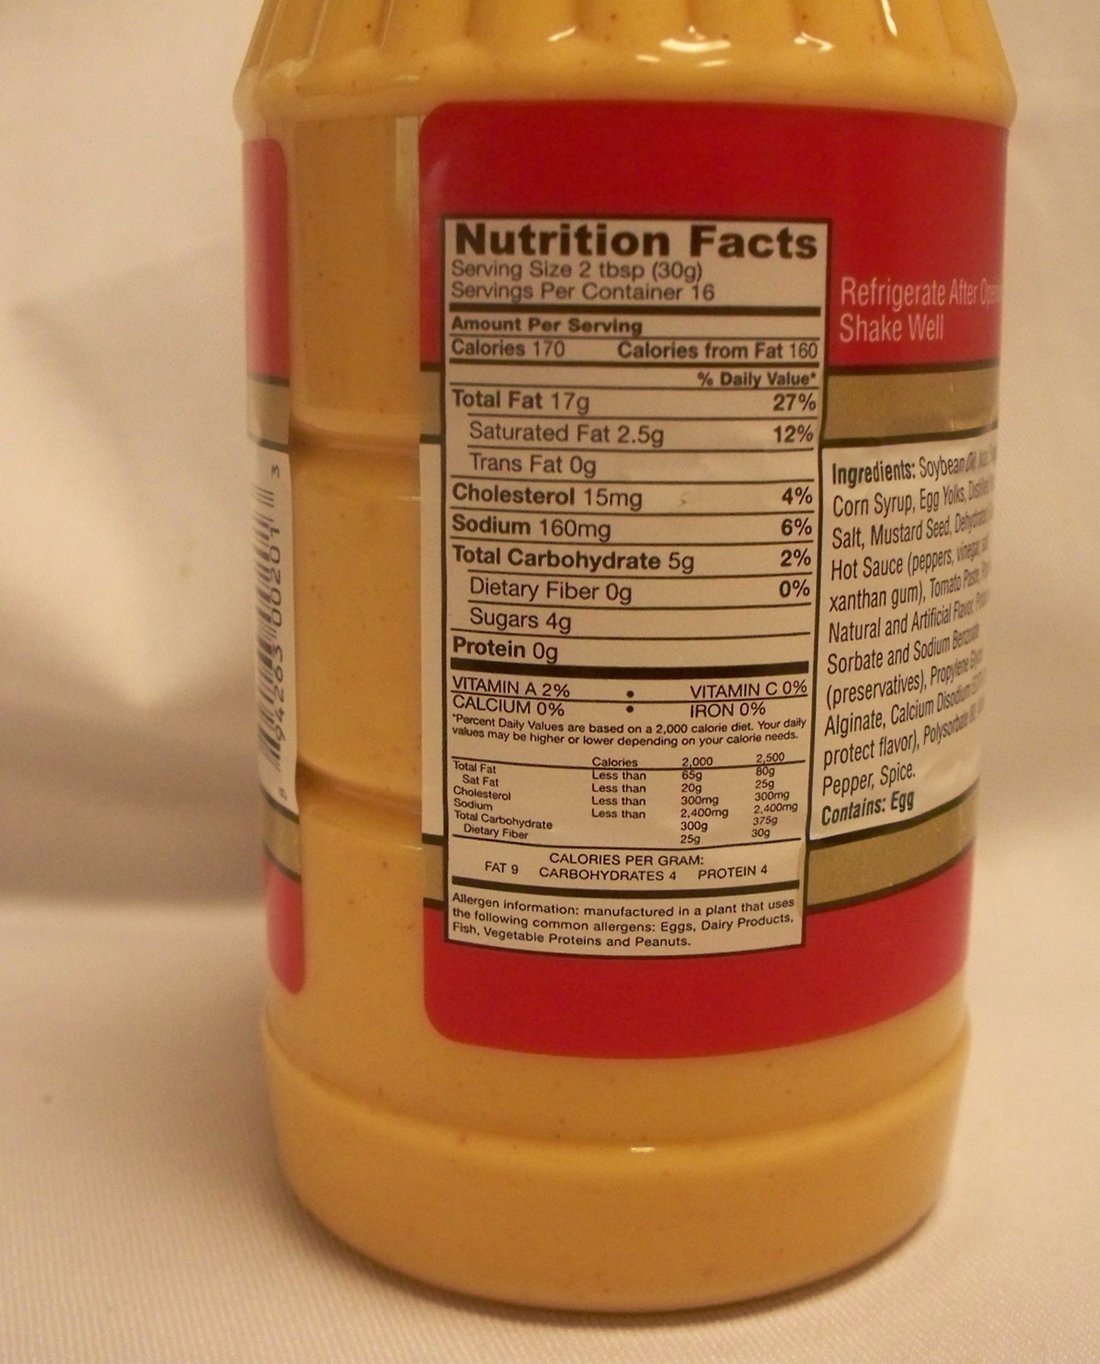 Nutrition Facts
Serving Size 2 tbsp (30g)
Servings Per Container 16
Amount Per Serving
Calories 170 Calories from Fat 160
% Daily Value*
Total Fat 17g 27%
Saturated Fat 2.5g 12%
Trans Fat 0g
Cholesterol 15mg 4%
Sodium 160mg 6%
Total Carbohydrate 5g 2%
Dietary Fiber 0g 0%
Sugars 4g
Protein 0g
VITAMIN A 2% • VITAMIN C 0%
CALCIUM 0% • IRON 0%
*Percent Daily Values are based on a 2,000 calorie diet. Your daily
values may be higher or lower depending on your calorie needs.
Calories 2,000 2,500
Total Fat Less than 65g 80g
Sat Fat Less than 20g 25g
Cholesterol Less than 300mg 300mg
Sodium Less than 2,400mg 2,400mg
Total Carbohydrate 300g 375g
Dietary Fiber 25g 30g
CALORIES PER GRAM:
FAT 9 CARBOHYDRATES 4 PROTEIN 4
Allergen information: manufactured in a plant that uses
the following common allergens: Eggs, Dairy Products,
Fish, Vegetable Proteins and Peanuts.
Refrigerate After
Shake Well
Ingredients: Soybean Oil,
Corn Syrup, Egg Yolks,
Salt, Mustard Seed,
Hot Sauce (peppers, vinegar,
xanthan gum), Tomato Paste,
Natural and Artificial Flavor,
Sorbate and Sodium Benzoate
(preservatives), Propylene
Alginate, Calcium Disodium
protect flavor), Polysorbate
Pepper, Spice.
Contains: Egg
94263 00201 3